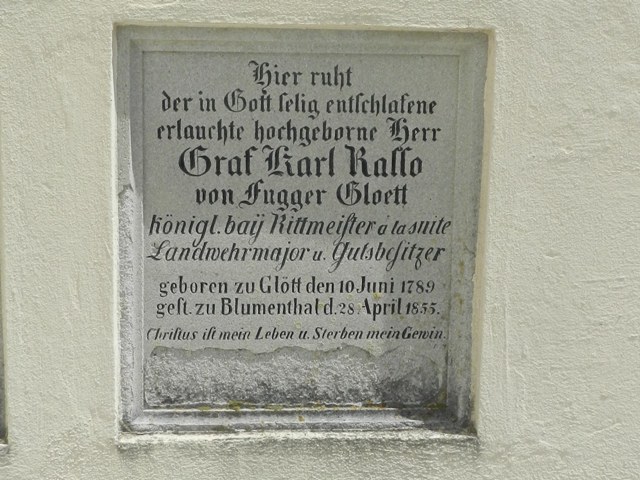 Hier ruht
der in Gott ſelig entſchlafene
erlauchte hochgeborne Herr
Graf Karl Raſſo
von Fugger Gloett
königl. baÿ Rittmeiſter á la suite
Landwehrmajor u. Gutsbeſitzer
geboren zu Glött den 10 Juni 1789
geſt. zu Blumenthal d. 28. April 1855.
Chriſtus iſt mein Leben u. Sterben mein Gewin.